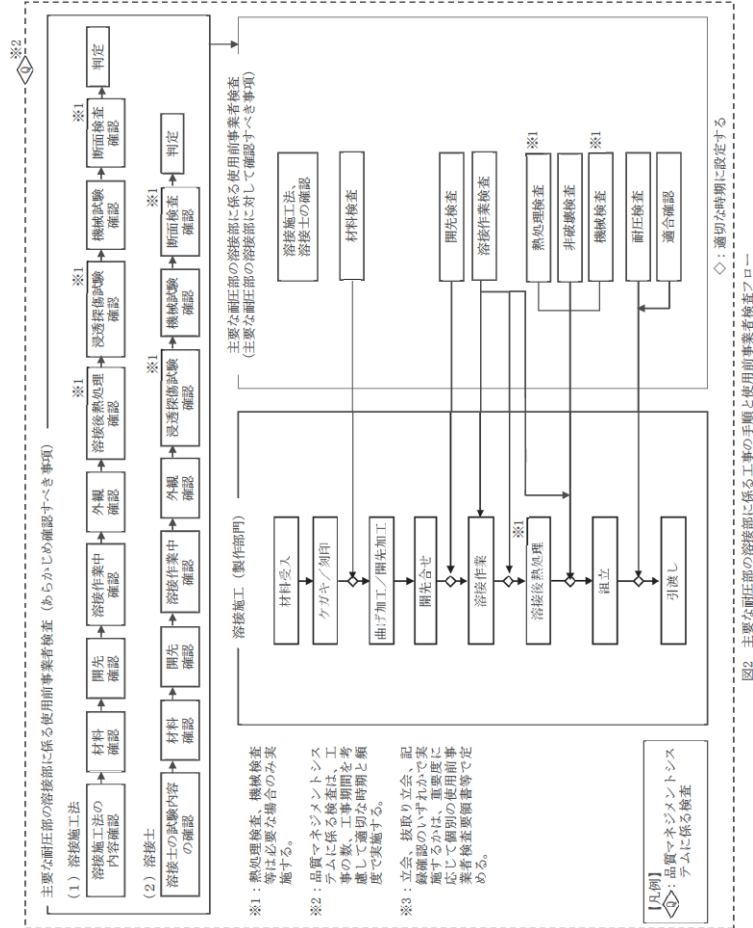 ※2
Q
主要な耐圧部の溶接部に係る使用前事業者検査(あらかじめ確認すべき事項)
(1)溶接施工法
溶接施工法の
内容確認
材料
確認
開先
確認
溶接作業中
確認
外観
確認
※1
溶接後熱処理
確認
※1
浸透探傷試験
確認
機械試験
確認
※1
断面検査
確認
判定
(2)溶接士
溶接士の試験内容
の確認
材料
確認
開先
確認
溶接作業中
確認
外観
確認
※1
浸透探傷試験
確認
機械試験
確認
※1
断面検査
確認
判定
※1:熱処理検査、機械検査
等は必要な場合のみ実
施する。
※2:品質マネジメントシス
テムに係る検査は、工
事の数、工事期間を考
慮して適切な時期と頻
度で実施する。
※3:立会、抜取り立会、記
録確認のいずれかで実
施するかは、重要度に
応じて個別の使用前事
業者検査要領書等で定
める。
【凡例】
Q:品質マネジメントシス
テムに係る検査
溶接施工(製作部門)
材料受入
ケガキ/刻印
曲げ加工/開先加工
開先合せ
溶接作業
※1
溶接後熱処理
組立
引渡し
主要な耐圧部の溶接部に係る使用前事業者検査
(主要な耐圧部の溶接部に対して確認すべき事項)
溶接施工法、
溶接士の確認
材料検査
開先検査
溶接作業検査
※1
熱処理検査
非破壊検査
※1
機械検査
耐圧検査
適合確認
◇:適切な時期に設定する
図2 主要な耐圧部の溶接部に係る工事の手順と使用前事業者検査フロー